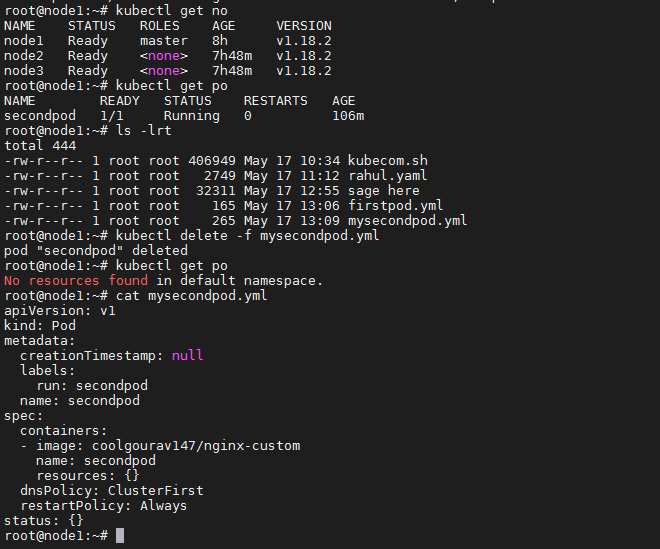 root@node1:~# kubectl get no
NAME    STATUS   ROLES    AGE     VERSION
node1   Ready    master   8h      v1.18.2
node2   Ready    <none>   7h48m   v1.18.2
node3   Ready    <none>   7h48m   v1.18.2
root@node1:~# kubectl get po
NAME        READY   STATUS    RESTARTS   AGE
secondpod   1/1     Running   0          106m
root@node1:~# ls -lrt
total 444
-rw-r--r-- 1 root root 406949 May 17 10:34 kubecom.sh
-rw-r--r-- 1 root root   2749 May 17 11:12 rahul.yaml
-rw-r--r-- 1 root root  32311 May 17 12:55 sage here
-rw-r--r-- 1 root root    165 May 17 13:06 firstpod.yml
-rw-r--r-- 1 root root    265 May 17 13:09 mysecondpod.yml
root@node1:~# kubectl delete -f mysecondpod.yml
pod "secondpod" deleted
root@node1:~# kubectl get po
No resources found in default namespace.
root@node1:~# cat mysecondpod.yml
apiVersion: v1
kind: Pod
metadata:
  creationTimestamp: null
  labels:
    run: secondpod
  name: secondpod
spec:
  containers:
  - image: coolgourav147/nginx-custom
    name: secondpod
    resources: {}
  dnsPolicy: ClusterFirst
  restartPolicy: Always
status: {}
root@node1:~#